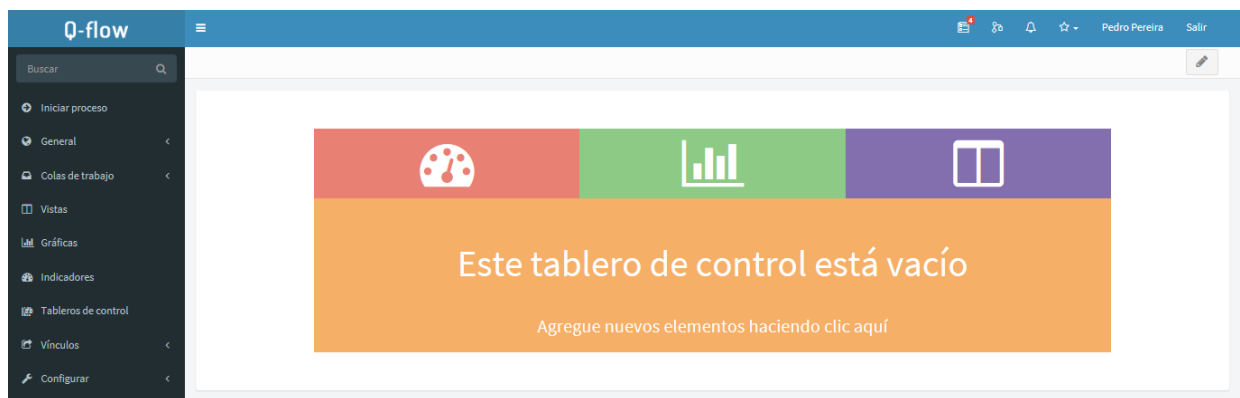 Q-flow
4
Pedro Pereira
Salir
Buscar
Iniciar proceso
General
Colas de trabajo
Vistas
Gráficas
Indicadores
Tableros de control
Vínculos
Configurar
Este tablero de control está vacío
Agregue nuevos elementos haciendo clic aquí